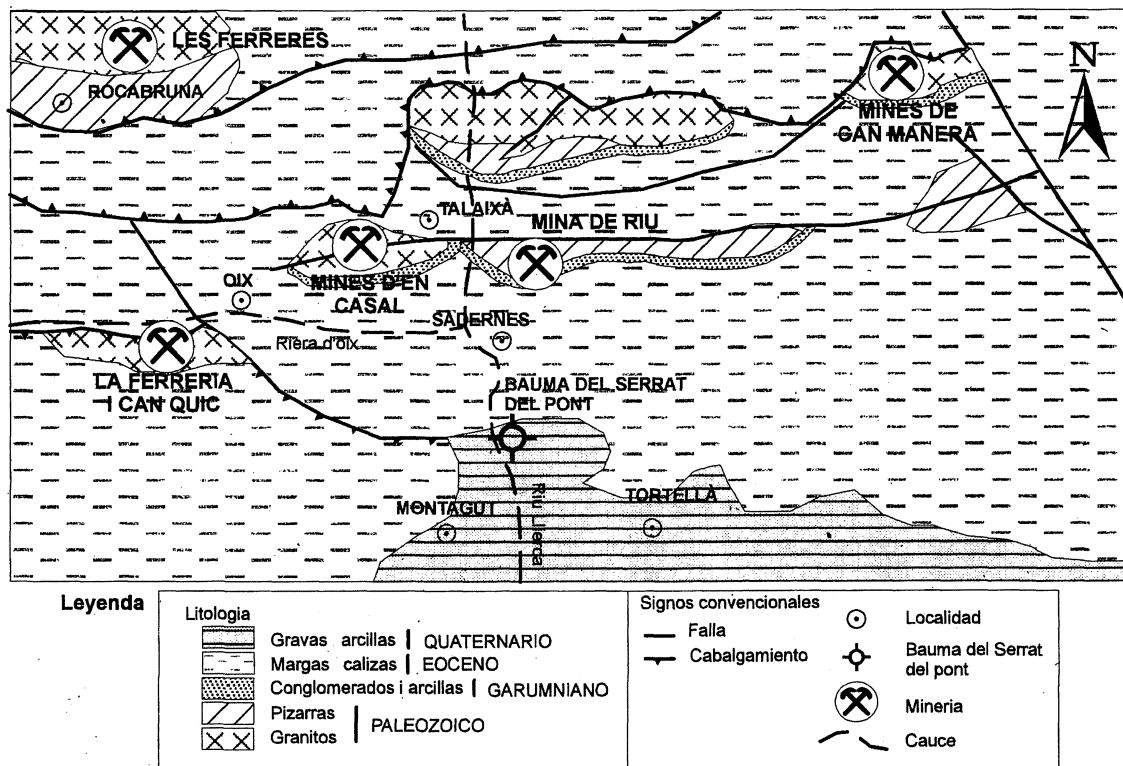 LES FERRERES
ROCABRUNA
N
MINES DE
CAN MANERA
TALAIXÀ
MINA DE RIU
OIX
MINES D'EN
CASAL
SADERNES
Riera d'oix
LA FERRERIA
I CAN QUIC
BAUMA DEL SERRAT
DEL PONT
MONTAGUT
Riu Llierca
TORTELLÀ
Leyenda
Litologia
Gravas arcillas | QUATERNARIO
Margas calizas | EOCENO
Conglomerados i arcillas | GARUMNIANO
Pizarras
PALEOZOICO
Granitos
Signos convencionales
Falla
Cabalgamiento
Localidad
Bauma del Serrat
del pont
Mineria
Cauce